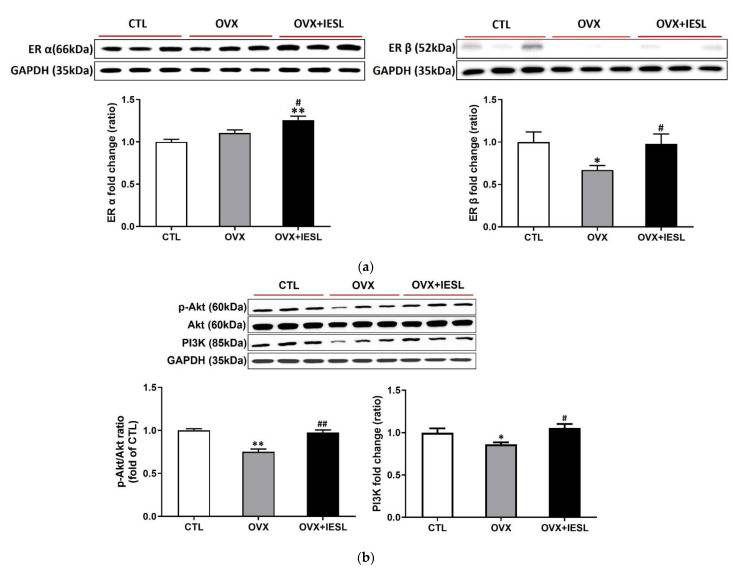 CTL OVX OVX+IESL
ER α(66kDa)
GAPDH (35kDa)
ER α fold change (ratio)
1.5
1.0
0.5
0.0
#
**
CTL OVX OVX+IESL
CTL OVX OVX+IESL
ER β (52kDa)
GAPDH (35kDa)
ER β fold change (ratio)
1.5
1.0
0.5
0.0
*
#
CTL OVX OVX+IESL
(a)
CTL OVX OVX+IESL
p-Akt (60kDa)
Akt (60kDa)
PI3K (85kDa)
GAPDH (35kDa)
p-Akt/Akt ratio
(fold of CTL)
1.5
1.0
0.5
0.0
**
##
CTL OVX OVX+IESL
PI3K fold change (ratio)
1.5
1.0
0.5
0.0
*
#
CTL OVX OVX+IESL
(b)